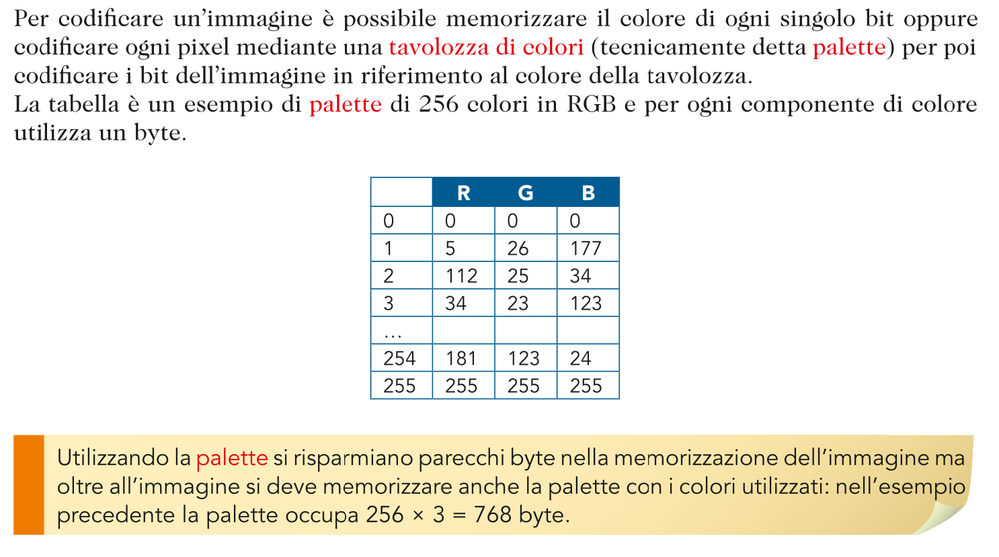 Per codificare un’immagine è possibile memorizzare il colore di ogni singolo bit oppure
codificare ogni pixel mediante una tavolozza di colori (tecnicamente detta palette) per poi
codificare i bit dell’immagine in riferimento al colore della tavolozza.
La tabella è un esempio di palette di 256 colori in RGB e per ogni componente di colore
utilizza un byte.
R G B
0 0 0 0
1 5 26 177
2 112 25 34
3 34 23 123
…
254 181 123 24
255 255 255 255
Utilizzando la palette si risparmiano parecchi byte nella memorizzazione dell’immagine ma
oltre all’immagine si deve memorizzare anche la palette con i colori utilizzati: nell’esempio
precedente la palette occupa 256 × 3 = 768 byte.